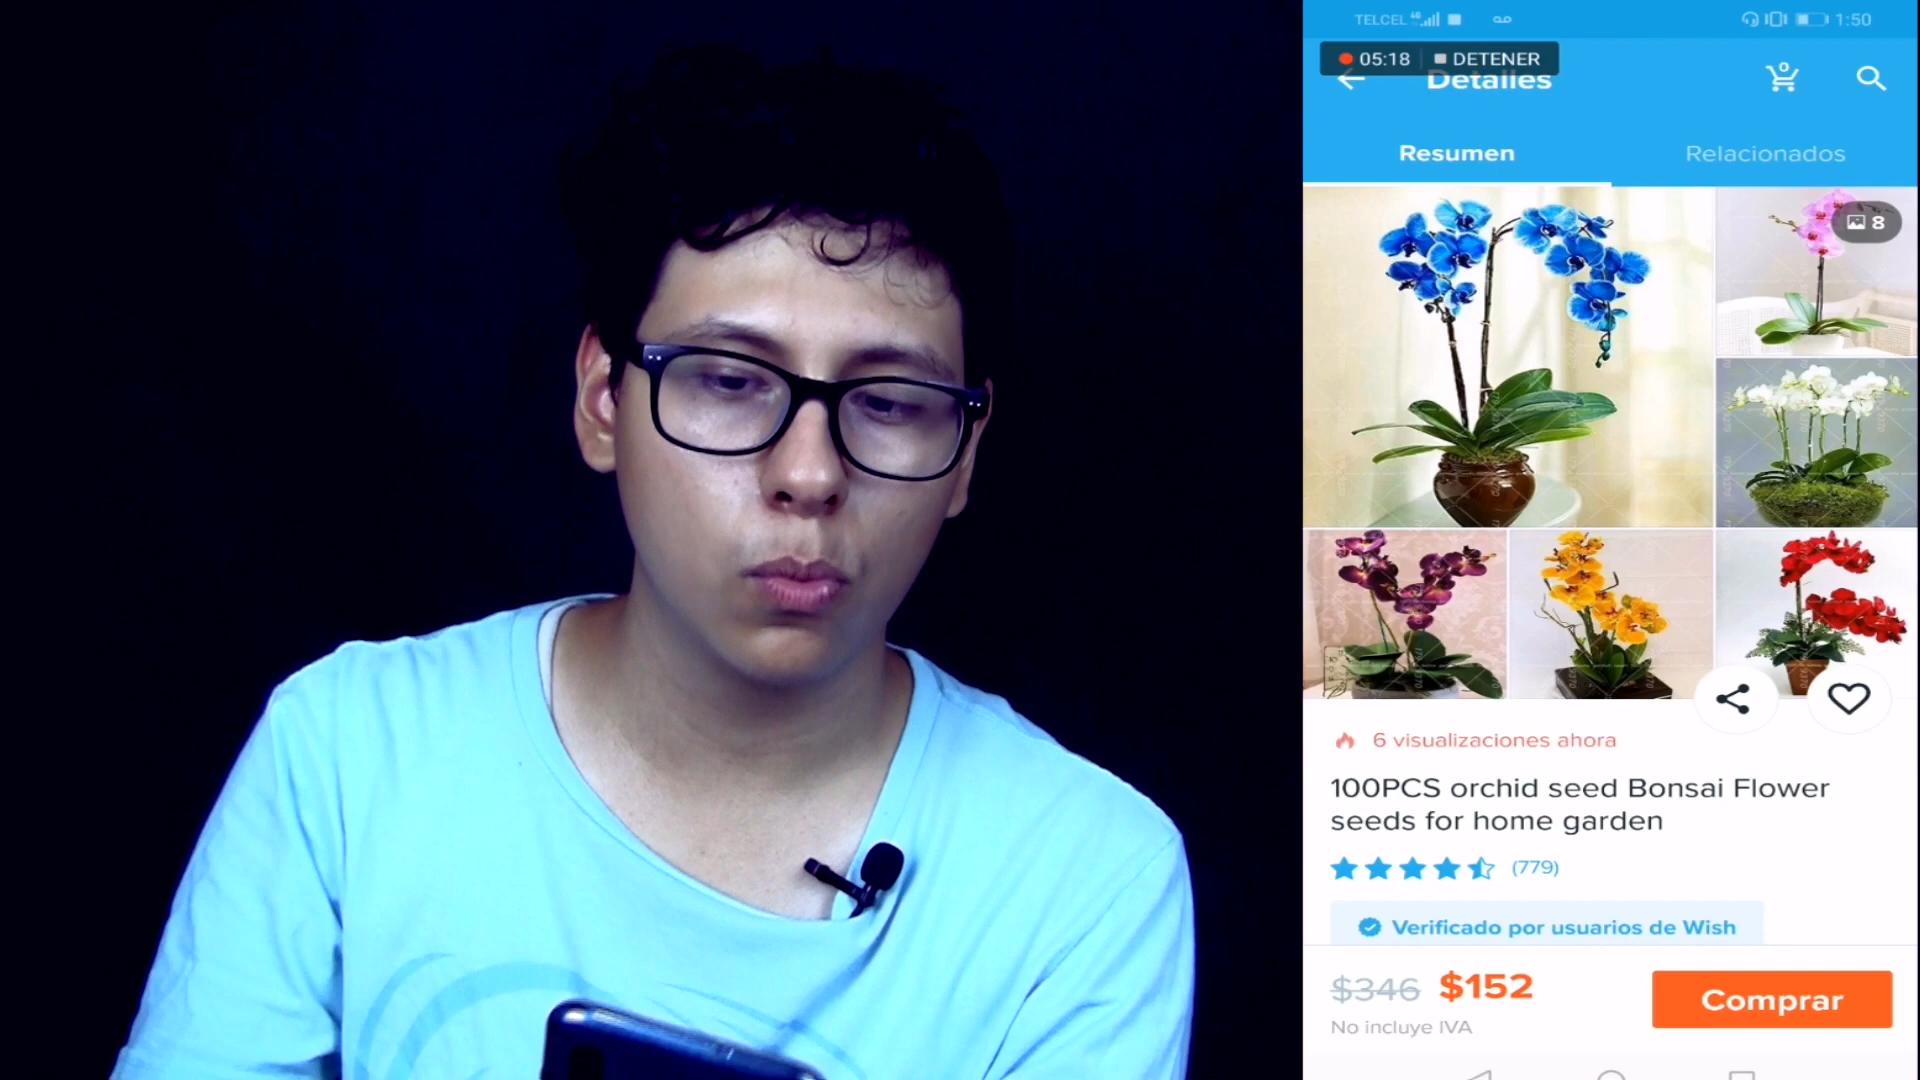 TELCEL 4G
1:50
05:18 DETENER
Detalles
0
Resumen
Relacionados
8
6 visualizaciones ahora
100PCS orchid seed Bonsai Flower
seeds for home garden
(779)
Verificado por usuarios de Wish
$346 $152
No incluye IVA
Comprar